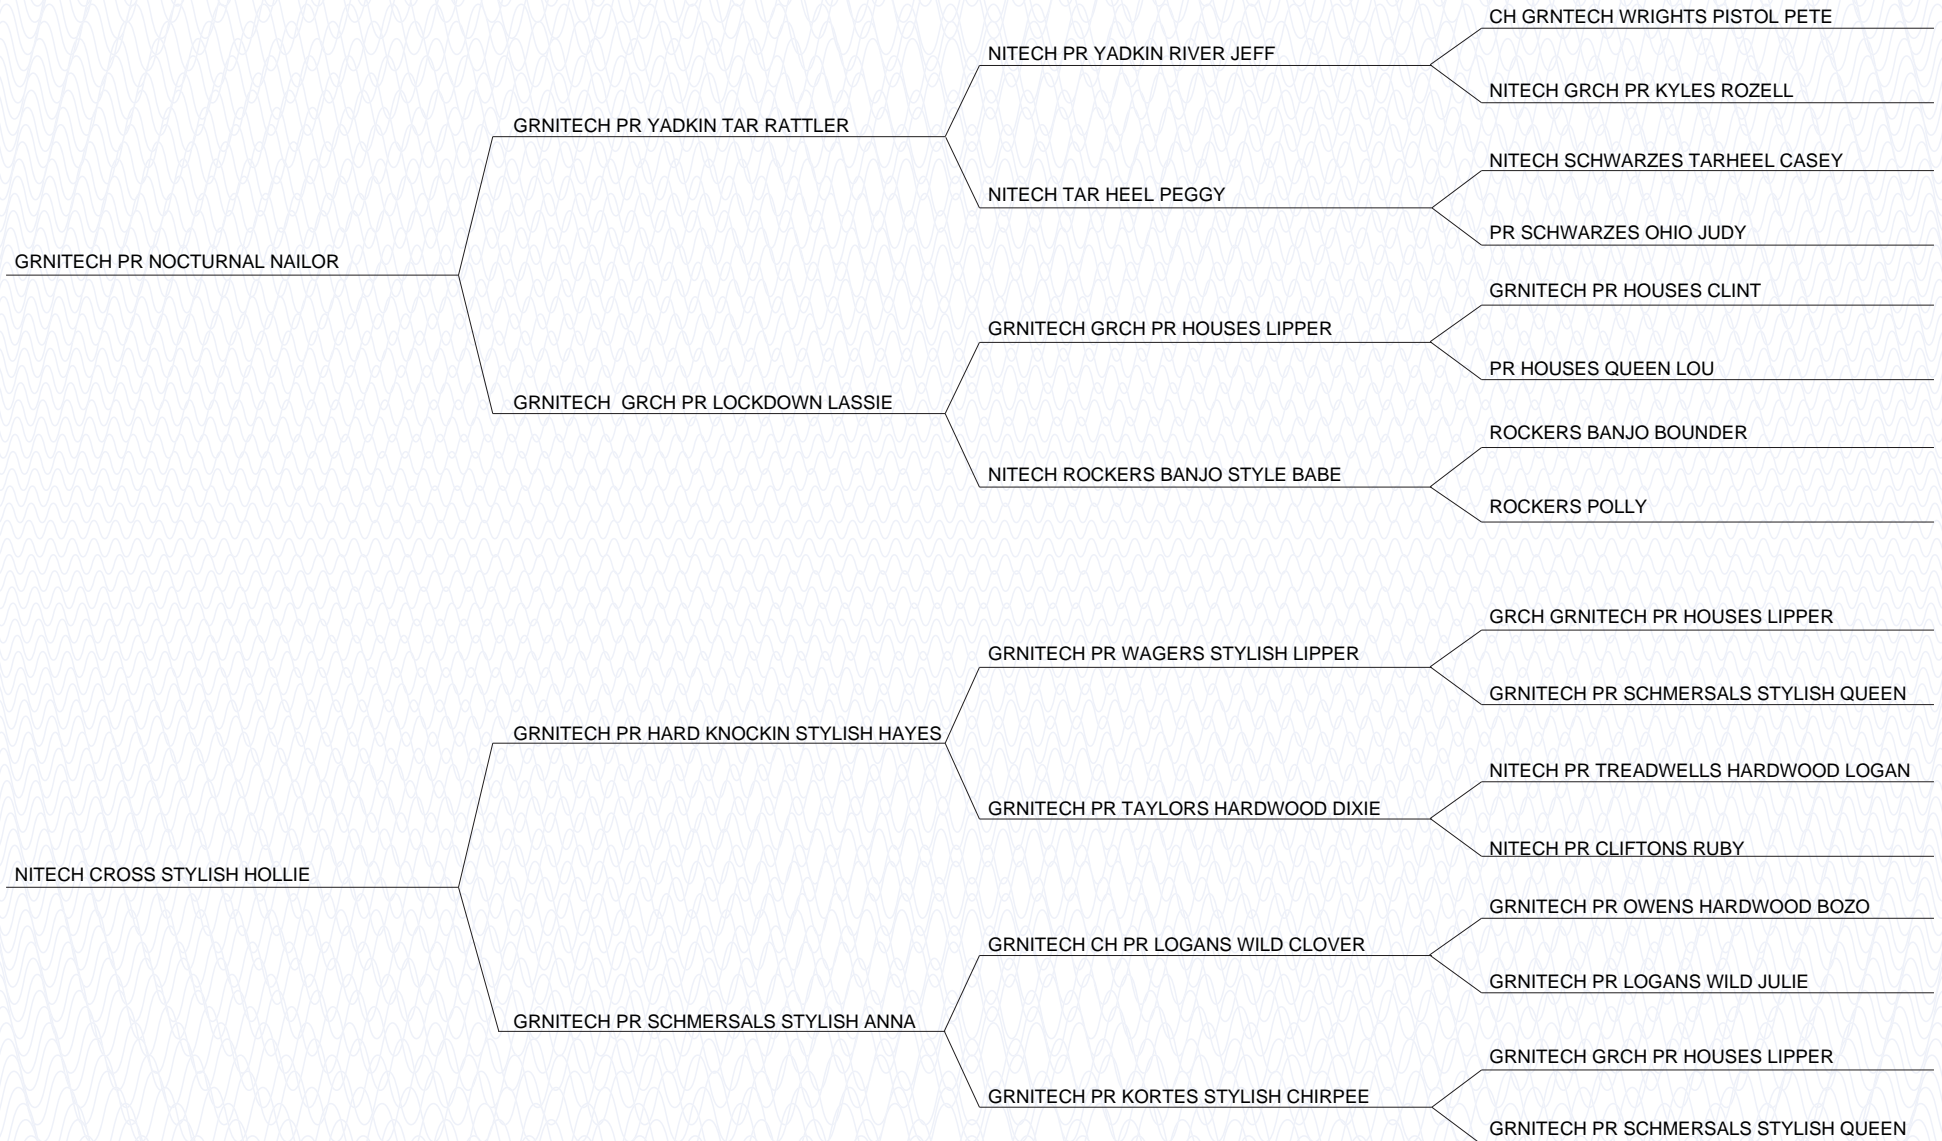 CH GRNTECH WRIGHTS PISTOL PETE
NITECH PR YADKIN RIVER JEFF
NITECH GRCH PR KYLES ROZELL
GRNITECH PR YADKIN TAR RATTLER
NITECH SCHWARZES TARHEEL CASEY
NITECH TAR HEEL PEGGY
PR SCHWARZES OHIO JUDY
GRNITECH PR NOCTURNAL NAILOR
GRNITECH PR HOUSES CLINT
GRNITECH GRCH PR HOUSES LIPPER
PR HOUSES QUEEN LOU
GRNITECH  GRCH PR LOCKDOWN LASSIE
ROCKERS BANJO BOUNDER
NITECH ROCKERS BANJO STYLE BABE
ROCKERS POLLY
GRCH GRNITECH PR HOUSES LIPPER
GRNITECH PR WAGERS STYLISH LIPPER
GRNITECH PR SCHMERSALS STYLISH QUEEN
GRNITECH PR HARD KNOCKIN STYLISH HAYES
NITECH PR TREADWELLS HARDWOOD LOGAN
GRNITECH PR TAYLORS HARDWOOD DIXIE
NITECH PR CLIFTONS RUBY
NITECH CROSS STYLISH HOLLIE
GRNITECH PR OWENS HARDWOOD BOZO
GRNITECH CH PR LOGANS WILD CLOVER
GRNITECH PR LOGANS WILD JULIE
GRNITECH PR SCHMERSALS STYLISH ANNA
GRNITECH GRCH PR HOUSES LIPPER
GRNITECH PR KORTES STYLISH CHIRPEE
GRNITECH PR SCHMERSALS STYLISH QUEEN